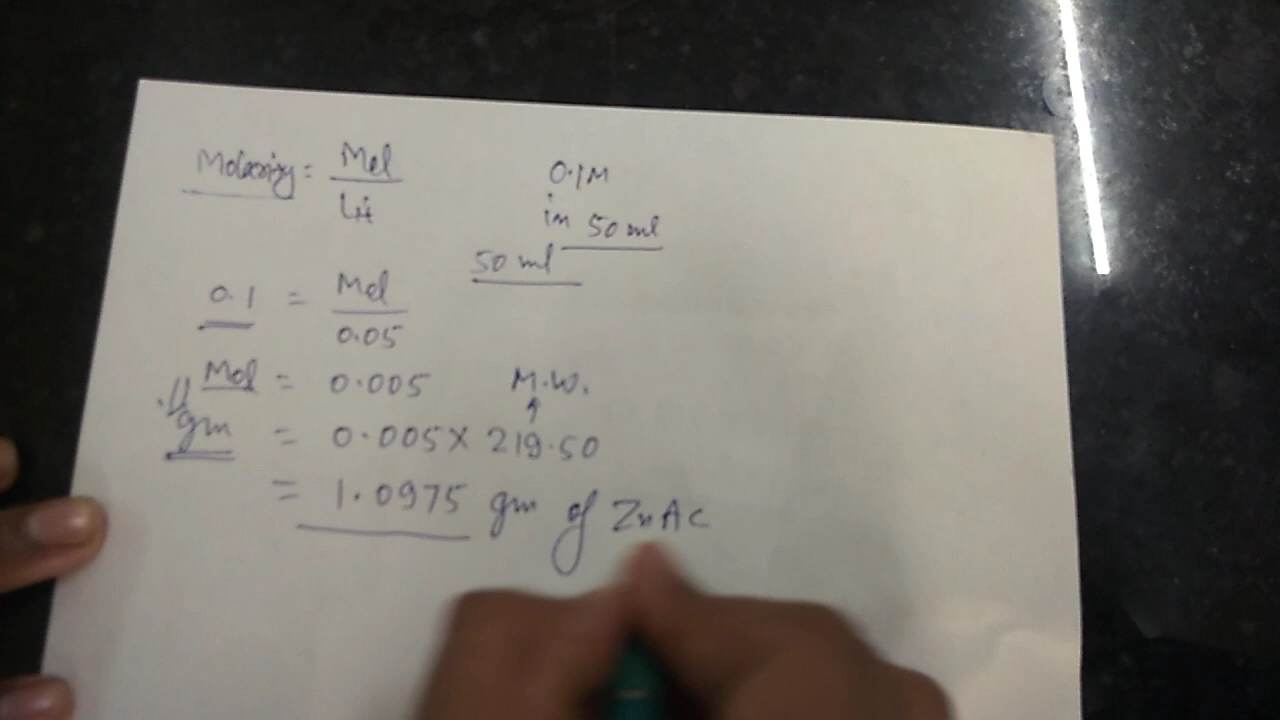 Molarity = Mol / Lit
0.1M
in 50 ml
50 ml
0.1 = Mol / 0.05
Mol = 0.005 M.W.
gm = 0.005 X 219.50
= 1.0975 gm of ZnAc